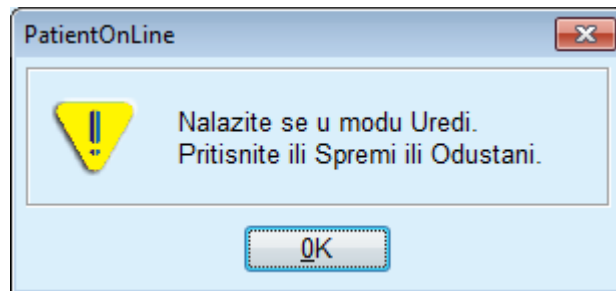 PatientOnLine
Nalazite se u modu Uredi.
Pritisnite ili Spremi ili Odustani.
OK